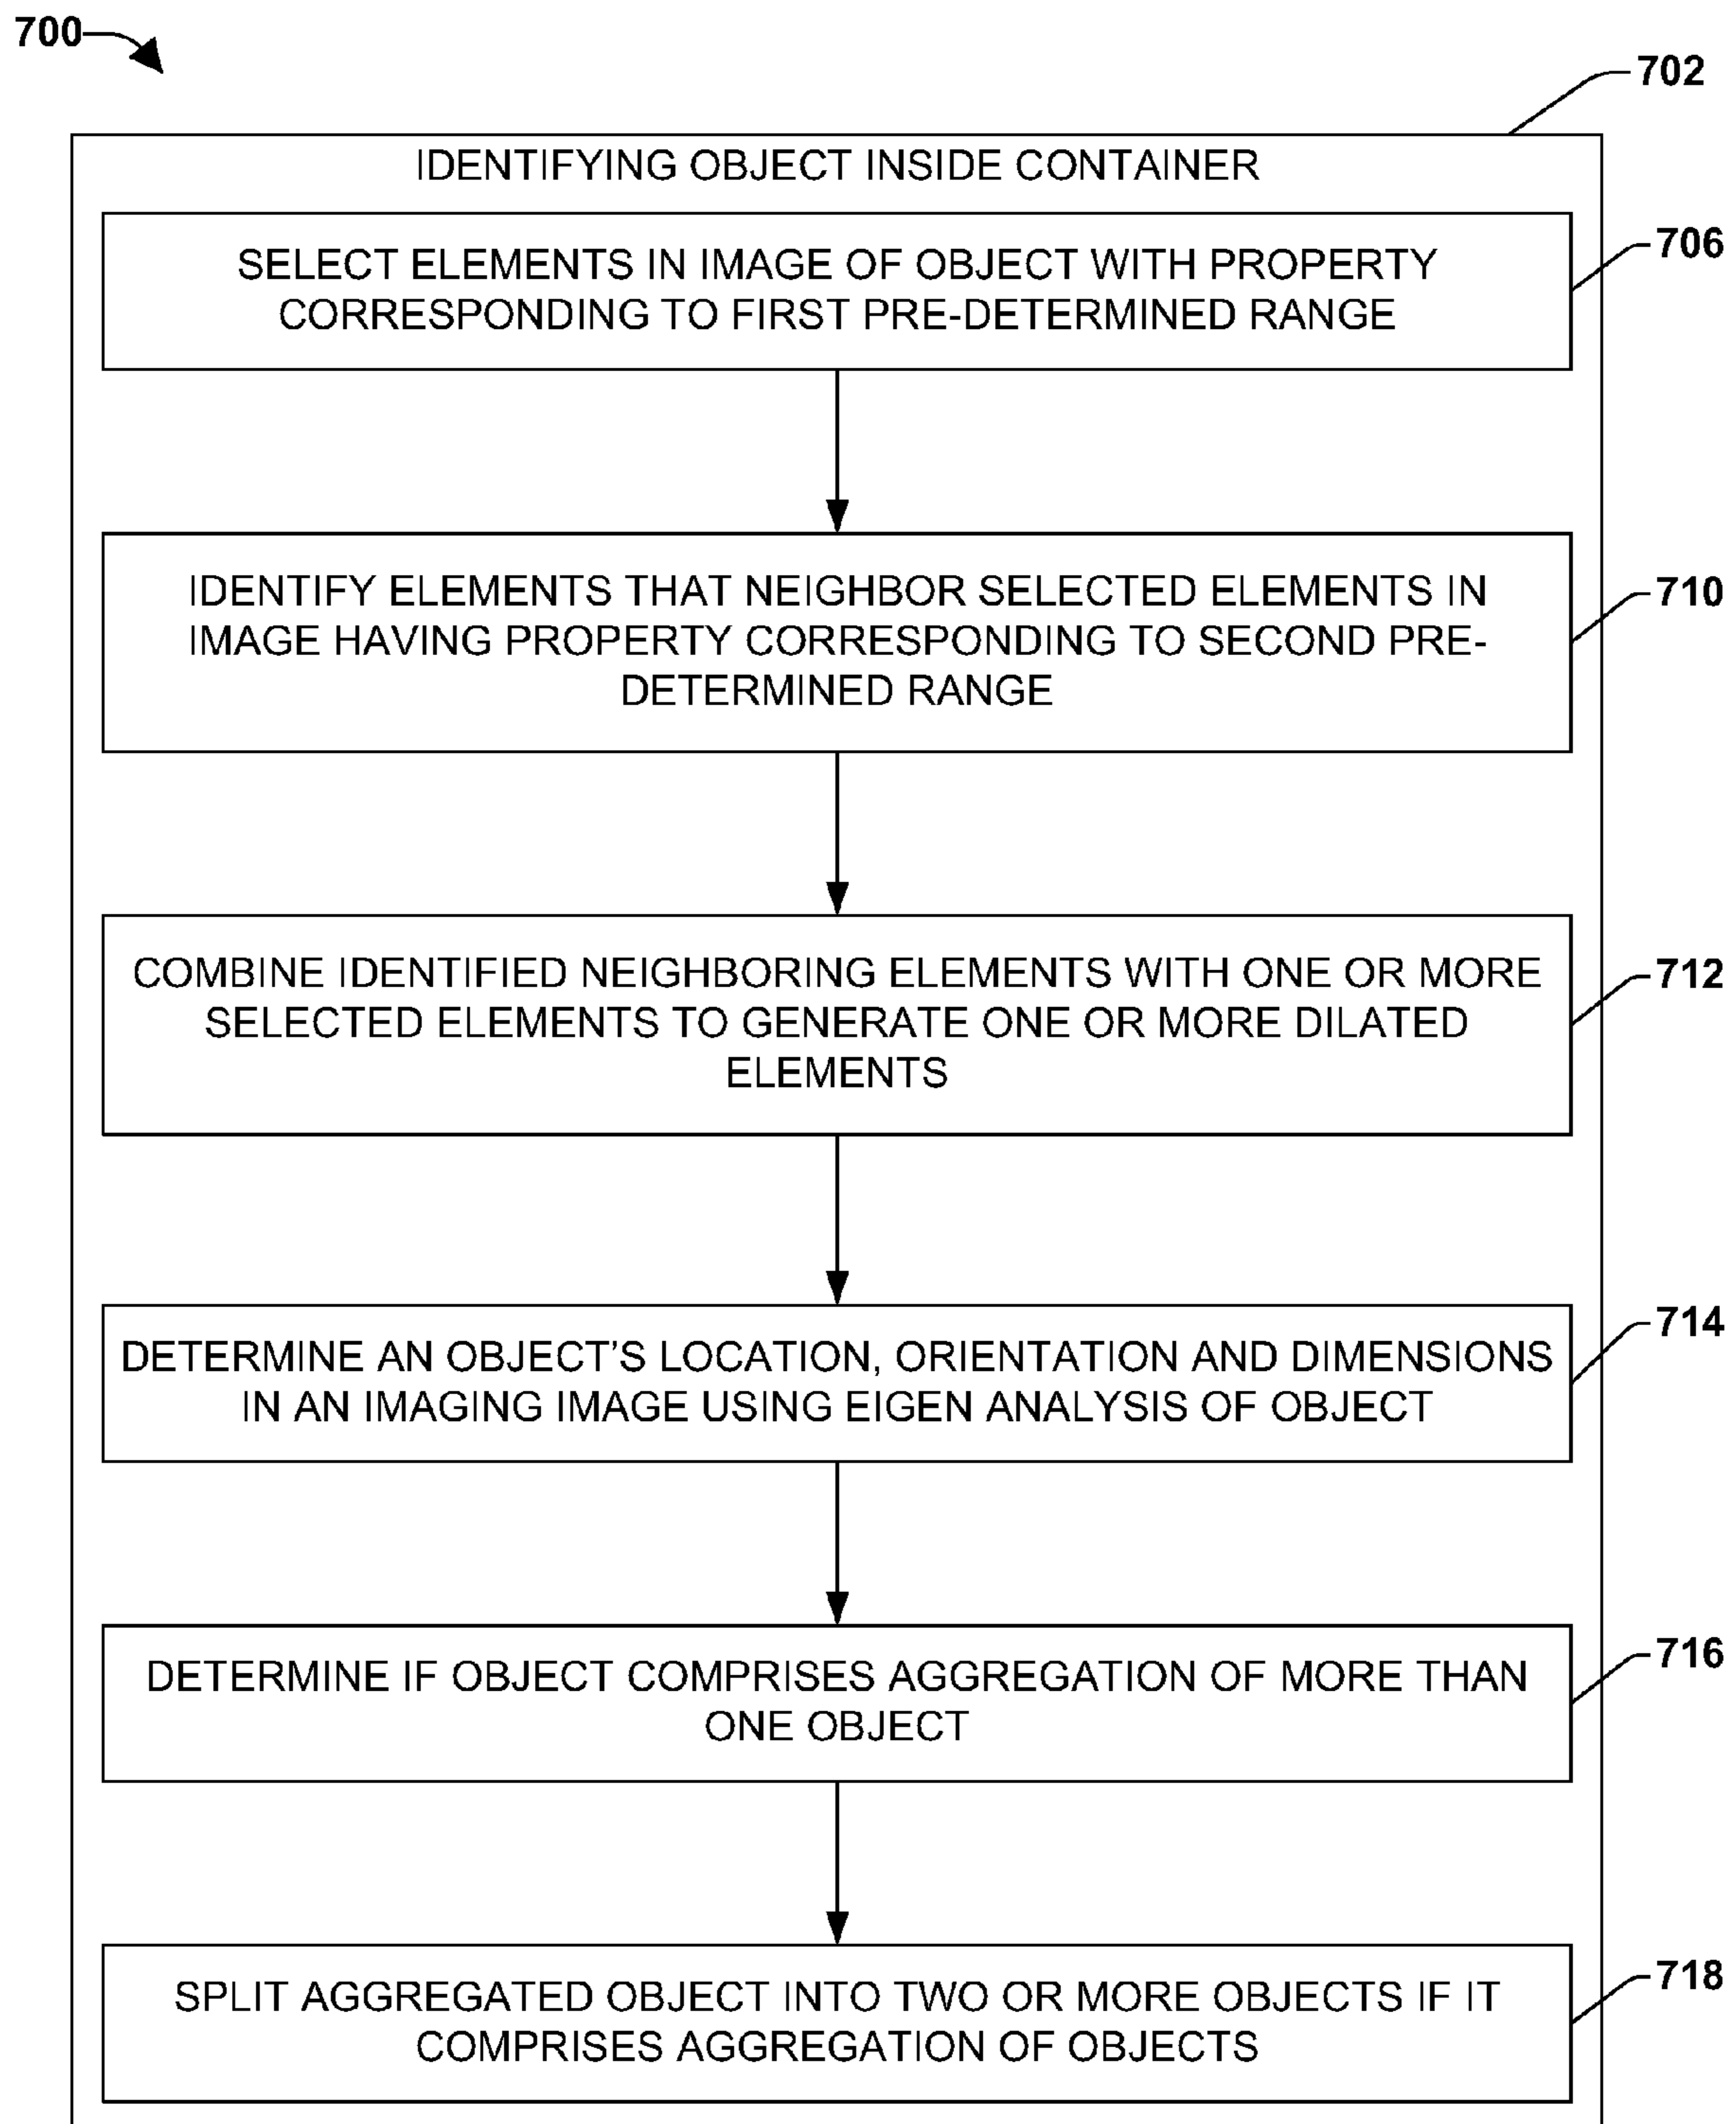 700
702
IDENTIFYING OBJECT INSIDE CONTAINER
SELECT ELEMENTS IN IMAGE OF OBJECT WITH PROPERTY
CORRESPONDING TO FIRST PRE-DETERMINED RANGE
706
IDENTIFY ELEMENTS THAT NEIGHBOR SELECTED ELEMENTS IN
IMAGE HAVING PROPERTY CORRESPONDING TO SECOND PRE-
DETERMINED RANGE
710
COMBINE IDENTIFIED NEIGHBORING ELEMENTS WITH ONE OR MORE
SELECTED ELEMENTS TO GENERATE ONE OR MORE DILATED
ELEMENTS
712
DETERMINE AN OBJECT'S LOCATION, ORIENTATION AND DIMENSIONS
IN AN IMAGING IMAGE USING EIGEN ANALYSIS OF OBJECT
714
DETERMINE IF OBJECT COMPRISES AGGREGATION OF MORE THAN
ONE OBJECT
716
SPLIT AGGREGATED OBJECT INTO TWO OR MORE OBJECTS IF IT
COMPRISES AGGREGATION OF OBJECTS
718